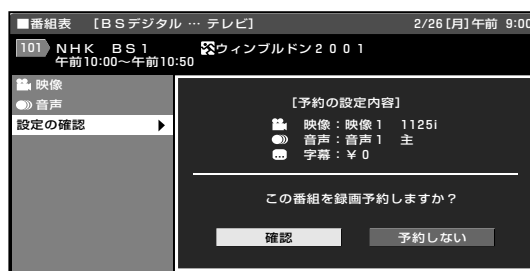 ■番組表 [BSデジタル … テレビ] 2/26[月]午前 9:00
101 NHK BS1 ウィンブルドン2001
午前10:00~午前10:50
映像
音声
設定の確認
[予約の設定内容]
映像:映像1 1125i
音声:音声1 主
字幕:¥0
この番組を録画予約しますか?
確認 予約しない